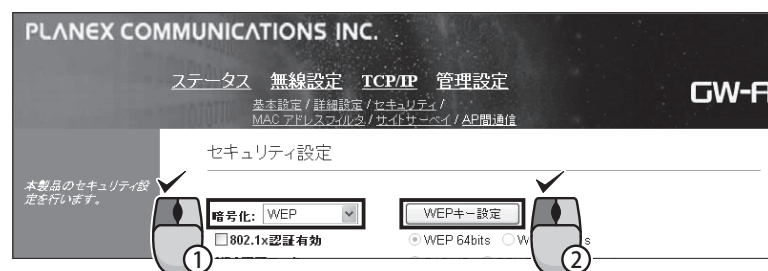 PLANEX COMMUNICATIONS INC.
ステータス 無線設定 TCP/IP 管理設定
基本設定 / 詳細設定 / セキュリティ /
MACアドレスフィルタ / サイトサーベイ / AP間通信
GW-A
セキュリティ設定
本製品のセキュリティ設
定を行います。
暗号化: WEP
WEPキー設定
802.1x認証有効
WEP 64bits W s
① ②